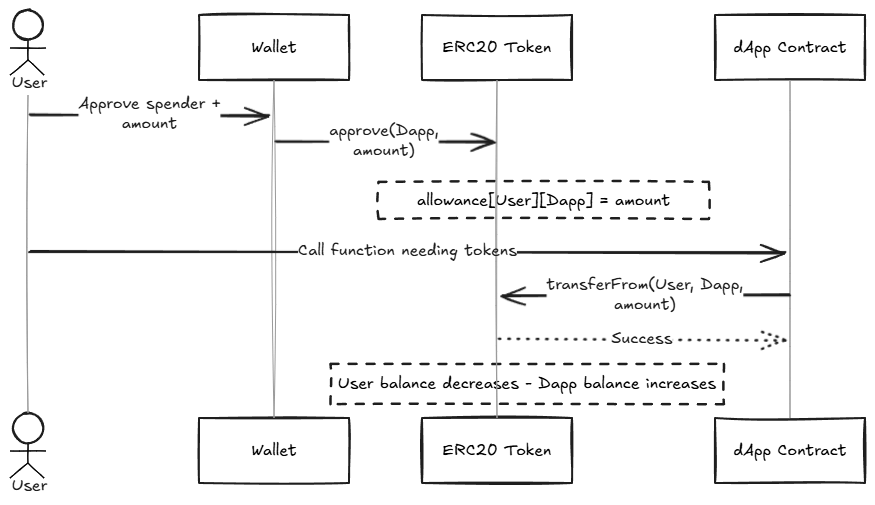 Wallet
ERC20 Token
dApp Contract
User
Approve spender +
amount
approve(Dapp,
amount)
allowance[User][Dapp] = amount
Call function needing tokens
transferFrom(User, Dapp,
amount)
Success
User balance decreases - Dapp balance increases
Wallet
ERC20 Token
dApp Contract
User